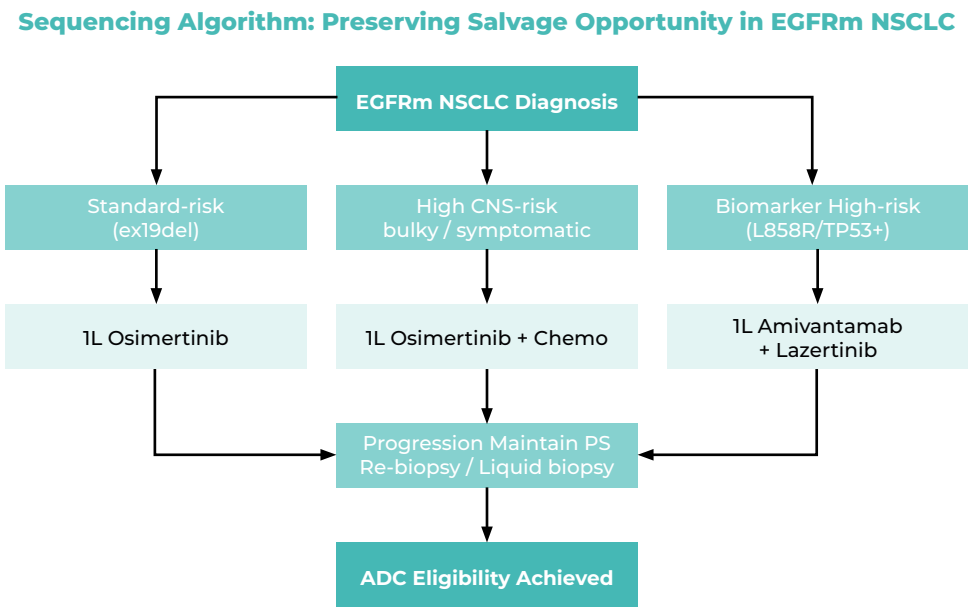 Sequencing Algorithm: Preserving Salvage Opportunity in EGFRm NSCLC
EGFRm NSCLC Diagnosis
Standard-risk
(ex19del)
High CNS-risk
bulky / symptomatic
Biomarker High-risk
(L858R/TP53+)
1L Osimertinib
1L Osimertinib + Chemo
1L Amivantamab
+ Lazertinib
Progression Maintain PS
Re-biopsy / Liquid biopsy
ADC Eligibility Achieved